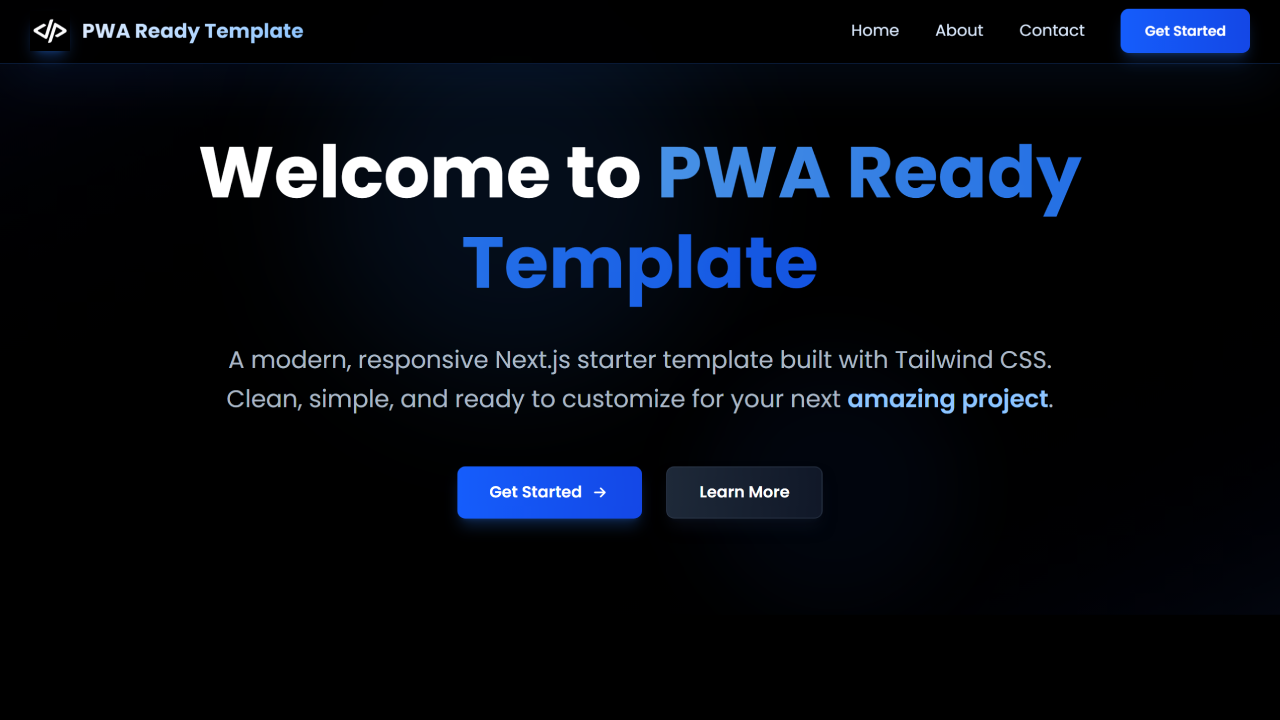 </> PWA Ready Template
Home About Contact Get Started
Welcome to PWA Ready
Template
A modern, responsive Next.js starter template built with Tailwind CSS.
Clean, simple, and ready to customize for your next amazing project.
Get Started → Learn More